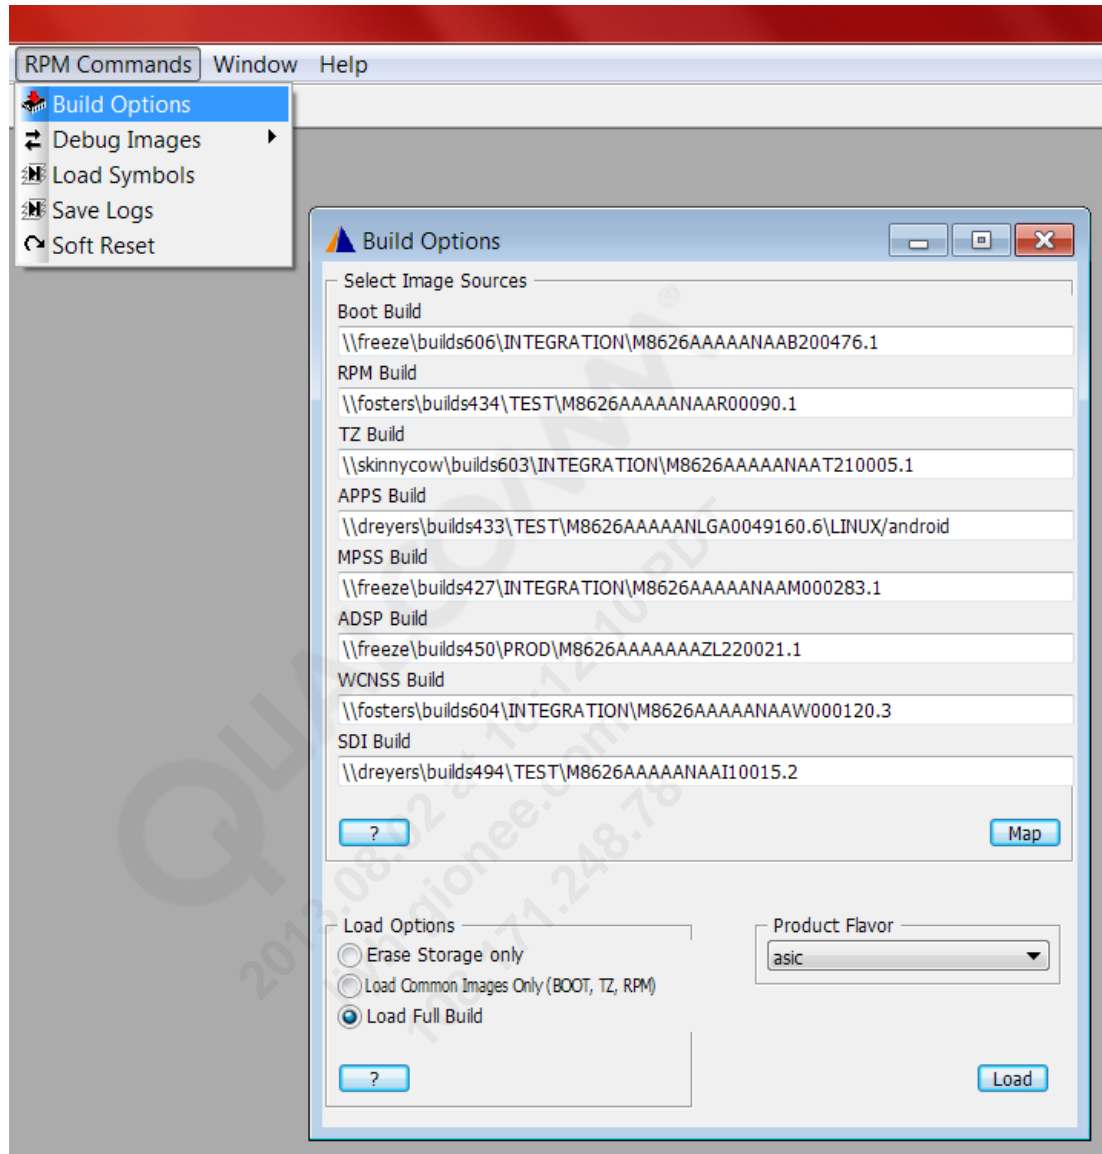 RPM Commands Window Help
Build Options
Debug Images
Load Symbols
Save Logs
Soft Reset
Build Options
Select Image Sources
Boot Build
\\freeze\builds606\INTEGRATION\M8626AAAAANAAB200476.1
RPM Build
\\fosters\builds434\TEST\M8626AAAAANAAR00090.1
TZ Build
\\skinnycow\builds603\INTEGRATION\M8626AAAAANAAT210005.1
APPS Build
\\dreyers\builds433\TEST\M8626AAAAANLGA0049160.6\LINUX/android
MPSS Build
\\freeze\builds427\INTEGRATION\M8626AAAAANAAM000283.1
ADSP Build
\\freeze\builds450\PROD\M8626AAAAAAAZL220021.1
WCNSS Build
\\fosters\builds604\INTEGRATION\M8626AAAAANAAW000120.3
SDI Build
\\dreyers\builds494\TEST\M8626AAAAANAAI10015.2
? Map
Load Options
Erase Storage only
Load Common Images Only (BOOT, TZ, RPM)
Load Full Build
?
Product Flavor
asic
Load
QUALCOMM®